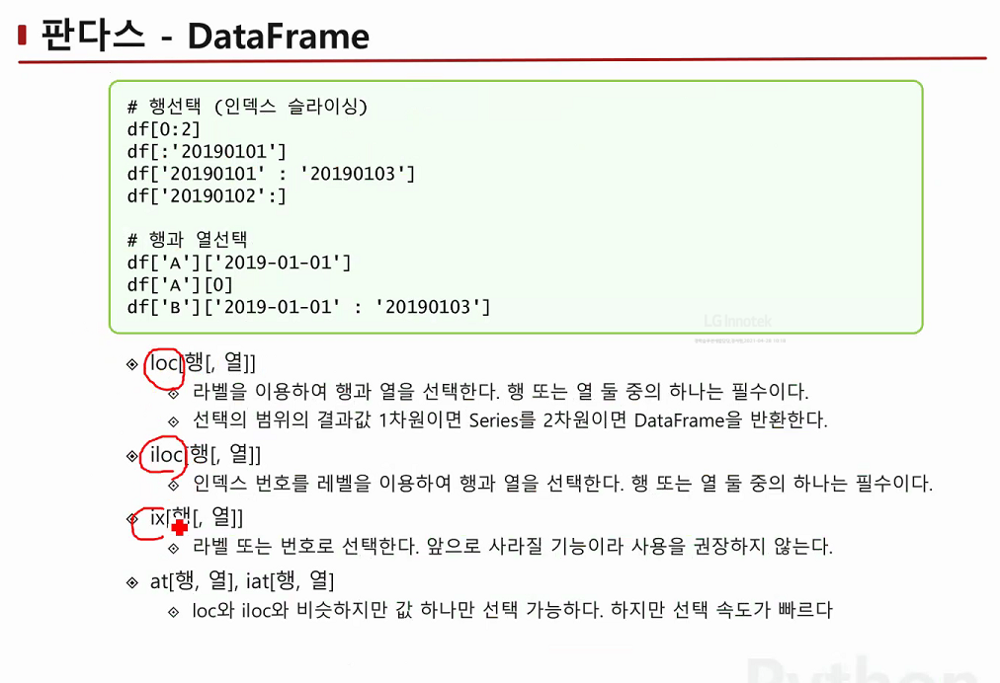 판다스 - DataFrame
# 행선택 (인덱스 슬라이싱)
df[0:2]
df[:'20190101']
df['20190101' : '20190103']
df['20190102':]
# 행과 열선택
df['A']['2019-01-01']
df['A'][0]
df['B']['2019-01-01' : '20190103']
LG Innotek
loc[행[, 열]]
라벨을 이용하여 행과 열을 선택한다. 행 또는 열 둘 중의 하나는 필수이다.
선택의 범위의 결과값 1차원이면 Series를 2차원이면 DataFrame을 반환한다.
iloc[행[, 열]]
인덱스 번호를 레벨을 이용하여 행과 열을 선택한다. 행 또는 열 둘 중의 하나는 필수이다.
ix[행[, 열]]
라벨 또는 번호로 선택한다. 앞으로 사라질 기능이라 사용을 권장하지 않는다.
at[행, 열], iat[행, 열]
loc와 iloc와 비슷하지만 값 하나만 선택 가능하다. 하지만 선택 속도가 빠르다
Python